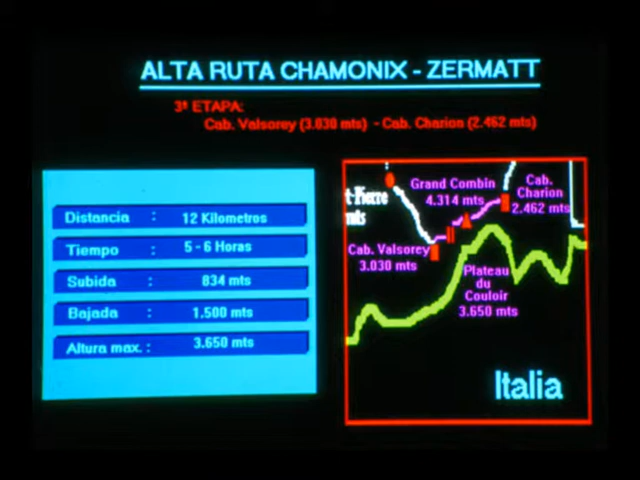 ALTA RUTA CHAMONIX - ZERMATT
3ª ETAPA:
Cab. Valsorey (3.030 mts) - Cab. Charion (2.462 mts)
Distancia : 12 Kilometros
Tiempo : 5 - 6 Horas
Subida : 834 mts
Bajada : 1.500 mts
Altura max. : 3.650 mts
t-Pierre
nts
Grand Combin
4.314 mts
Cab.
Charion
2.462 mts
Cab. Valsorey
3.030 mts
Plateau
du
Couloir
3.650 mts
Italia